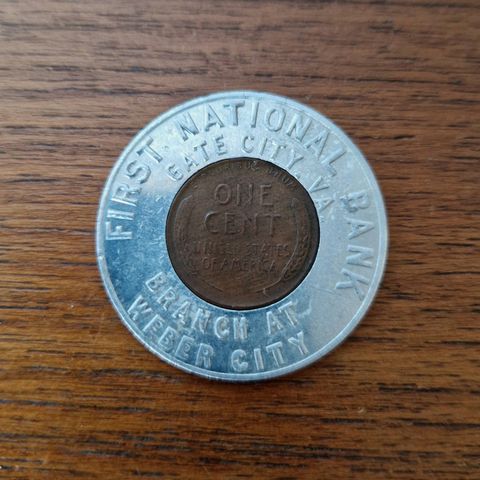 FIRST NATIONAL BANK
GATE CITY, VA.
ONE
CENT
UNITED STATES
OF AMERICA
BRANCH AT
WEBER CITY